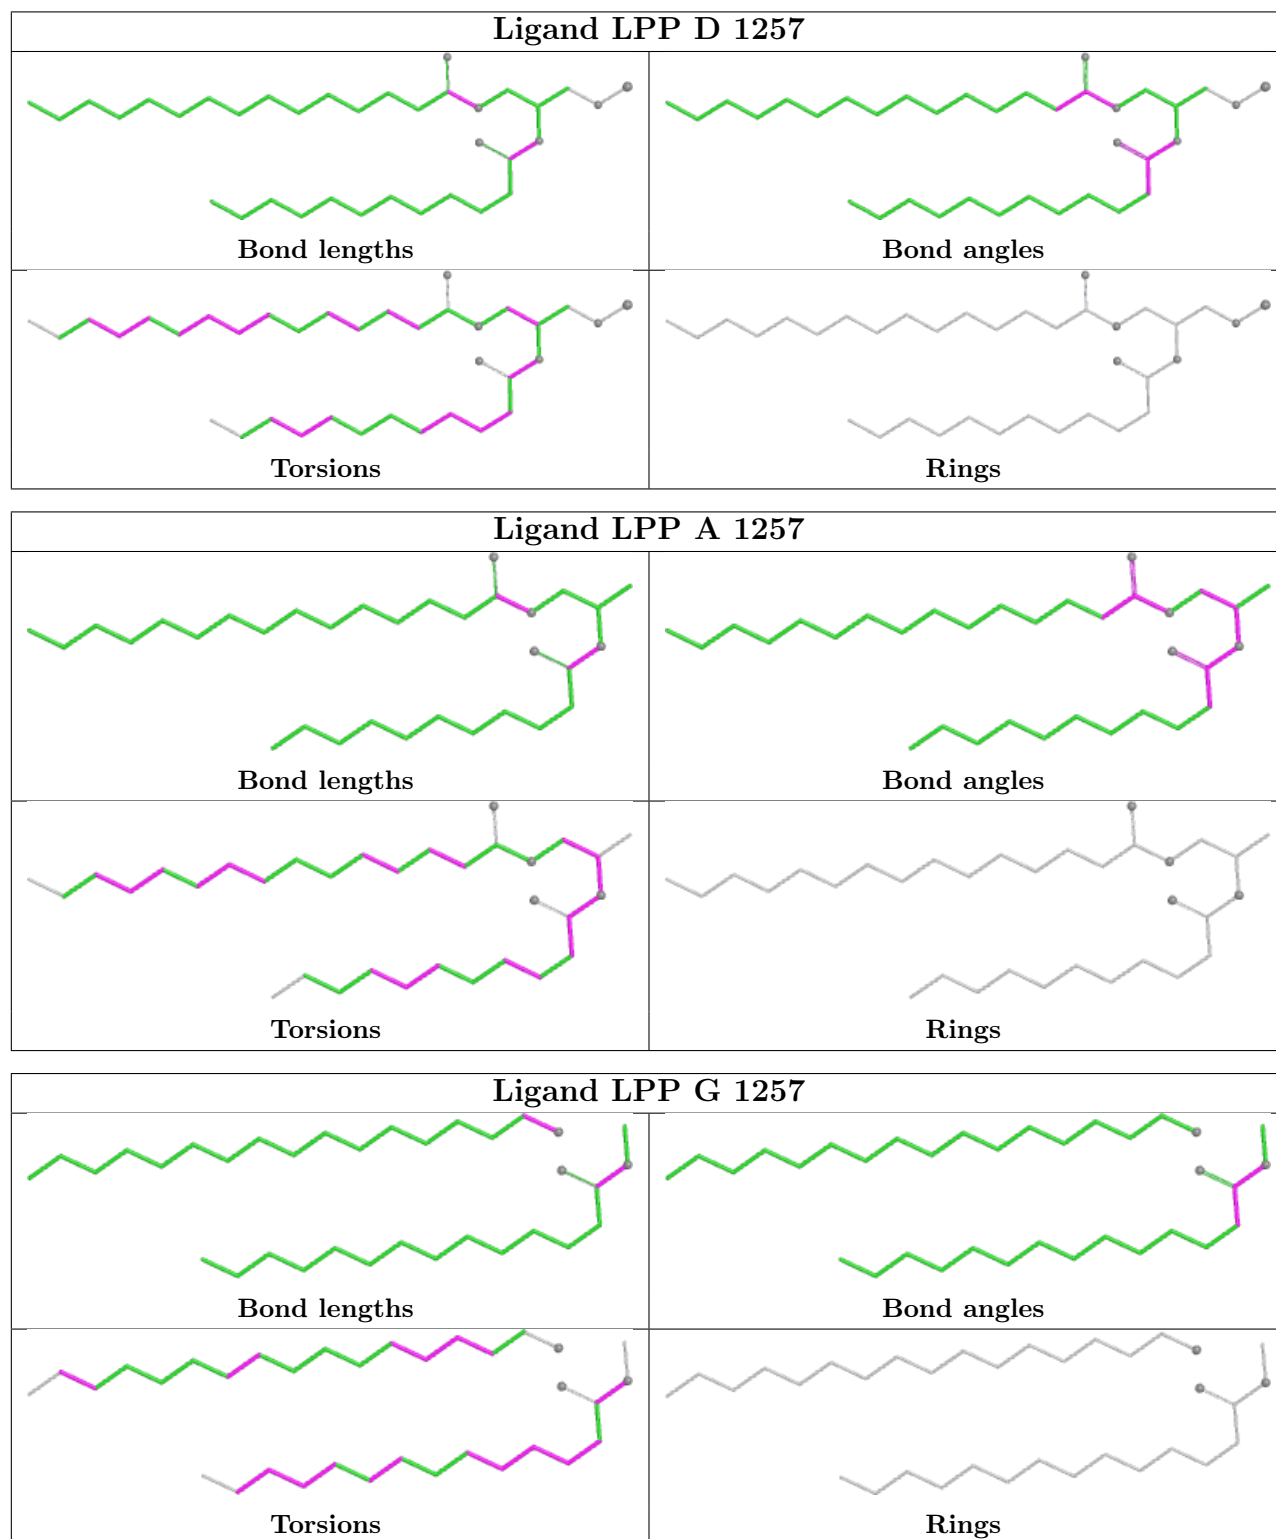 Ligand LPP D 1257
Bond lengths
Bond angles
Torsions
Rings
Ligand LPP A 1257
Bond lengths
Bond angles
Torsions
Rings
Ligand LPP G 1257
Bond lengths
Bond angles
Torsions
Rings